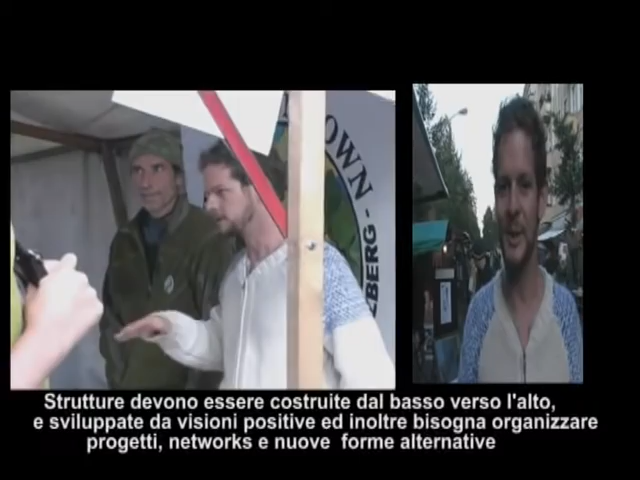 OWN -
ZBERG -
Strutture devono essere costruite dal basso verso l'alto,
e sviluppate da visioni positive ed inoltre bisogna organizzare
progetti, networks e nuove forme alternative